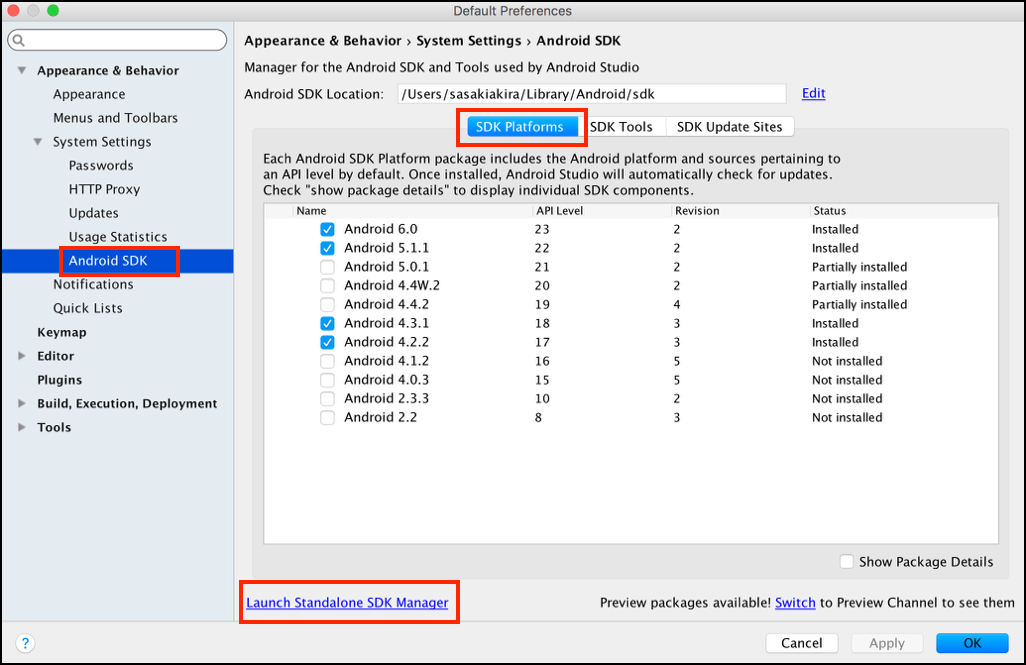 Default Preferences
Appearance & Behavior
Appearance
Menus and Toolbars
System Settings
Passwords
HTTP Proxy
Updates
Usage Statistics
Android SDK
Notifications
Quick Lists
Keymap
Editor
Plugins
Build, Execution, Deployment
Tools
Appearance & Behavior › System Settings › Android SDK
Manager for the Android SDK and Tools used by Android Studio
Android SDK Location: /Users/sasakiakira/Library/Android/sdk Edit
SDK Platforms SDK Tools SDK Update Sites
Each Android SDK Platform package includes the Android platform and sources pertaining to
an API level by default. Once installed, Android Studio will automatically check for updates.
Check "show package details" to display individual SDK components.
Name API Level Revision Status
Android 6.0 23 2 Installed
Android 5.1.1 22 2 Installed
Android 5.0.1 21 2 Partially installed
Android 4.4W.2 20 2 Partially installed
Android 4.4.2 19 4 Partially installed
Android 4.3.1 18 3 Installed
Android 4.2.2 17 3 Installed
Android 4.1.2 16 5 Not installed
Android 4.0.3 15 5 Not installed
Android 2.3.3 10 2 Not installed
Android 2.2 8 3 Not installed
Show Package Details
Launch Standalone SDK Manager Preview packages available! Switch to Preview Channel to see them
? Cancel Apply OK